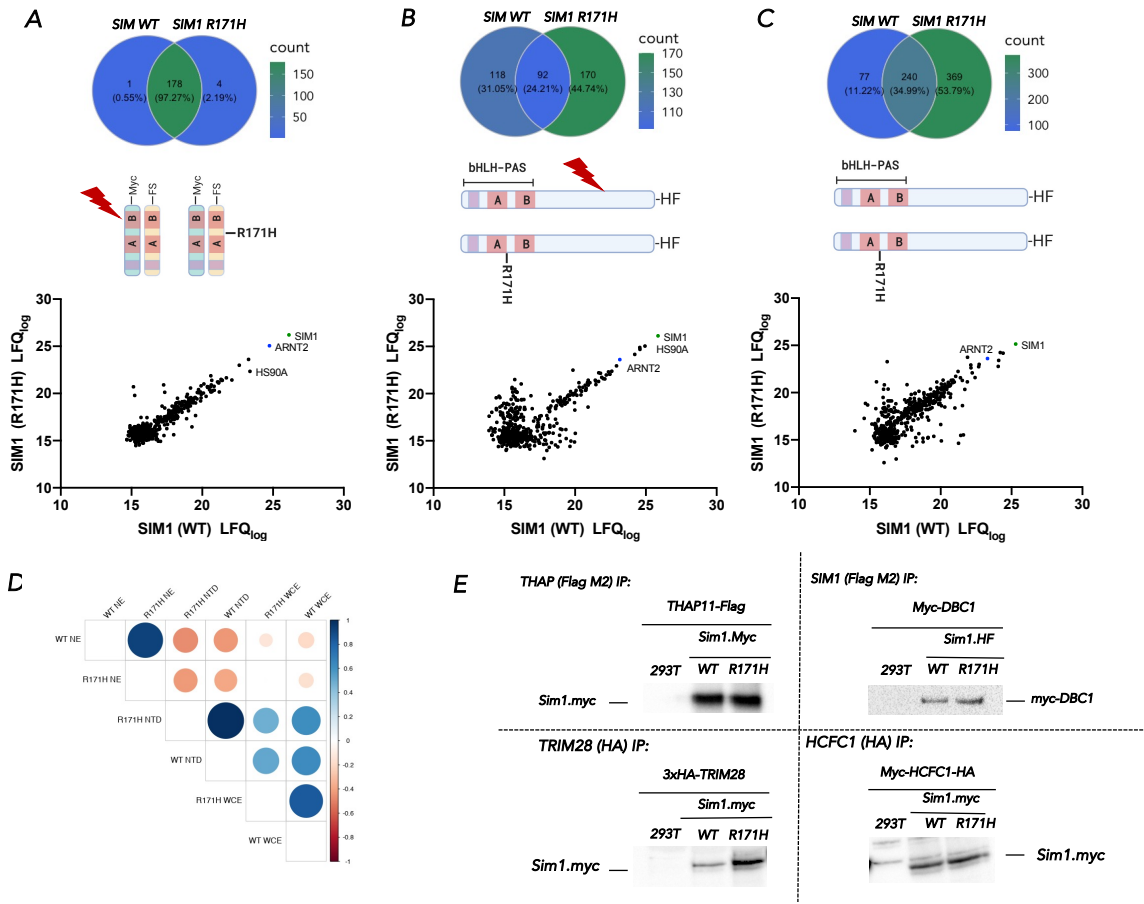 A
SIM WT SIM1 R171H
1
(0.55%)
178
(97.27%)
4
(2.19%)
count
150
100
50
Myc
FS
Myc
FS
B
B
B
B
A
A
A
A
R171H
30
25
20
15
10
SIM1 (R171H) LFQlog
SIM1
ARNT2
HS90A
10 15 20 25 30
SIM1 (WT) LFQlog
B
SIM WT SIM1 R171H
118
(31.05%)
92
(24.21%)
170
(44.74%)
count
170
150
130
110
bHLH-PAS
A B -HF
A B -HF
R171H
30
25
20
15
10
SIM1 (R171H) LFQlog
SIM1
HS90A
ARNT2
10 15 20 25 30
SIM1 (WT) LFQlog
C
SIM WT SIM1 R171H
77
(11.22%)
240
(34.99%)
369
(53.79%)
count
300
200
100
bHLH-PAS
A B -HF
A B -HF
R171H
30
25
20
15
10
SIM1 (R171H) LFQlog
ARNT2
SIM1
10 15 20 25 30
SIM1 (WT) LFQlog
D
WT NE
R171H NE
R171H NTD
WT NTD
R171H WCE
WT WCE
WT NE
R171H NE
R171H NTD
WT NTD
R171H WCE
WT WCE
1
0.8
0.6
0.4
0.2
0
-0.2
-0.4
-0.6
-0.8
-1
E
THAP (Flag M2) IP:
THAP11-Flag
Sim1.Myc
293T WT R171H
Sim1.myc
SIM1 (Flag M2) IP:
Myc-DBC1
Sim1.HF
293T WT R171H
myc-DBC1
TRIM28 (HA) IP:
3xHA-TRIM28
Sim1.myc
293T WT R171H
Sim1.myc
HCFC1 (HA) IP:
Myc-HCFC1-HA
Sim1.myc
293T WT R171H
Sim1.myc